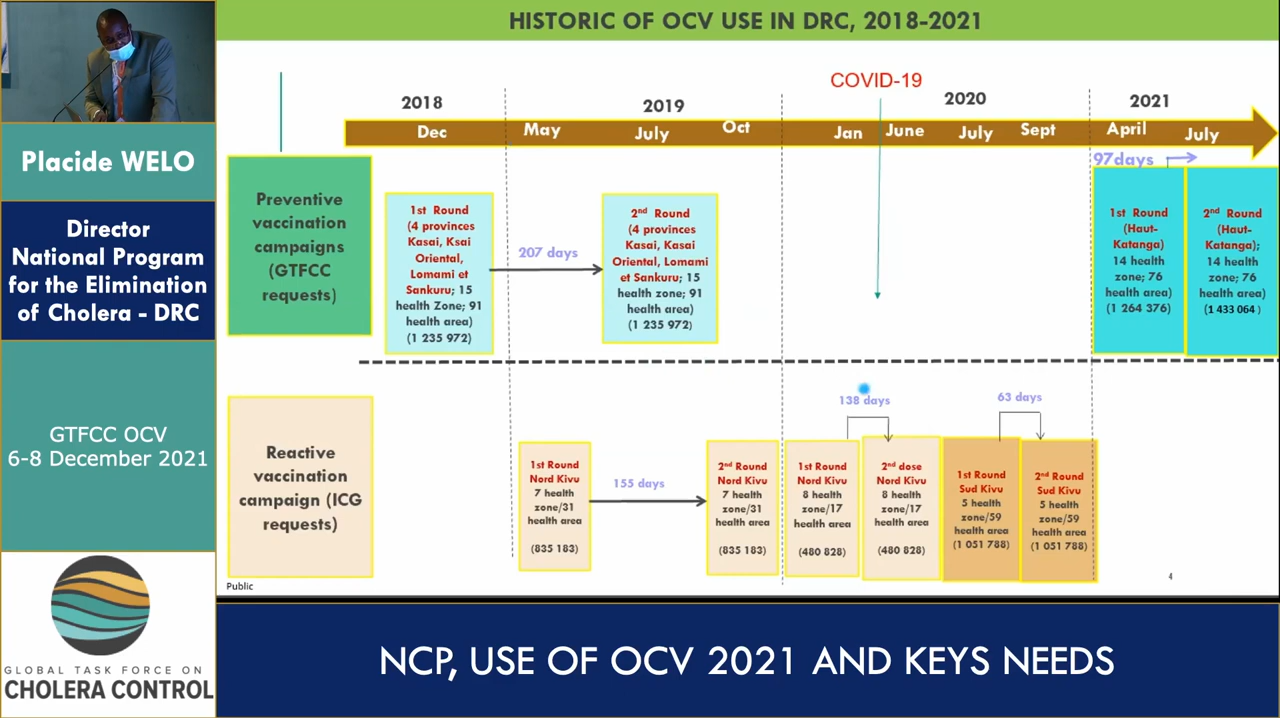 HISTORIC OF OCV USE IN DRC, 2018-2021
COVID-19
2018
2019
2020
2021
Dec
May
July
Oct
Jan
June
July
Sept
April
July
97days
Preventive
vaccination
campaigns
(GTFCC
requests)
1st Round
(4 provinces
Kasai, Ksai
Oriental,
Lomami et
Sankuru; 15
health Zone; 91
health area)
(1 235 972)
207 days
2nd Round
(4 provinces
Kasai, Kasai
Oriental, Lomami
et Sankuru; 15
health zone; 91
health area)
(1 235 972)
1st Round
(Haut-
Katanga)
14 health
zone; 76
health area)
(1 264 376)
2nd Round
(Haut-
Katanga);
14 health
zone; 76
health area)
(1 433 064 )
Reactive
vaccination
campaign (ICG
requests)
1st Round
Nord Kivu
7 health
zone/31
health area
(835 183)
155 days
2nd Round
Nord Kivu
7 health
zone/31
health area
(835 183)
138 days
1st Round
Nord Kivu
8 health
zone/17
health area
(480 828)
2nd dose
Nord Kivu
8 health
zone/17
health area
(480 828)
63 days
1st Round
Sud Kivu
5 health
zone/59
health area
(1 051 788)
2nd Round
Sud Kivu
5 health
zone/59
health area
(1 051 788)
Public
4
Placide WELO
Director
National Program
for the Elimination
of Cholera - DRC
GTFCC OCV
6-8 December 2021
GLOBAL TASK FORCE ON
CHOLERA CONTROL
NCP, USE OF OCV 2021 AND KEYS NEEDS